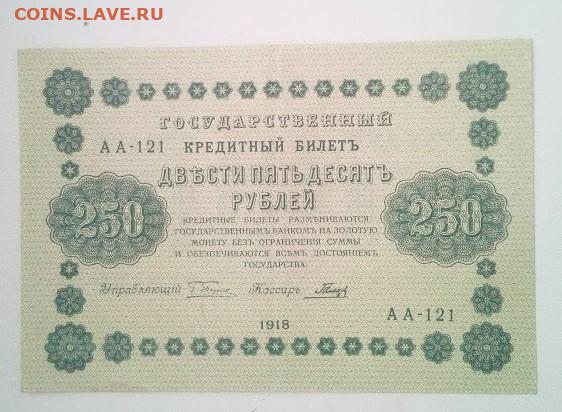 COINS.LAVE.RU
ГОСУДАРСТВЕННЫЙ
АА-121 КРЕДИТНЫЙ БИЛЕТЪ
ДВѢСТИ ПЯТЬДЕСЯТЪ
РУБЛЕЙ
250 250
КРЕДИТНЫЕ БИЛЕТЫ РАЗМѢНИВАЮТСЯ
ГОСУДАРСТВЕННЫМЪ БАНКОМЪ НА ЗОЛОТУЮ
МОНЕТУ БЕЗЪ ОГРАНИЧЕНІЯ СУММЫ
И ОБЕЗПЕЧИВАЮТСЯ ВСѢМЪ ДОСТОЯНІЕМЪ
ГОСУДАРСТВА.
Управляющій Кассиръ
АА-121
1918